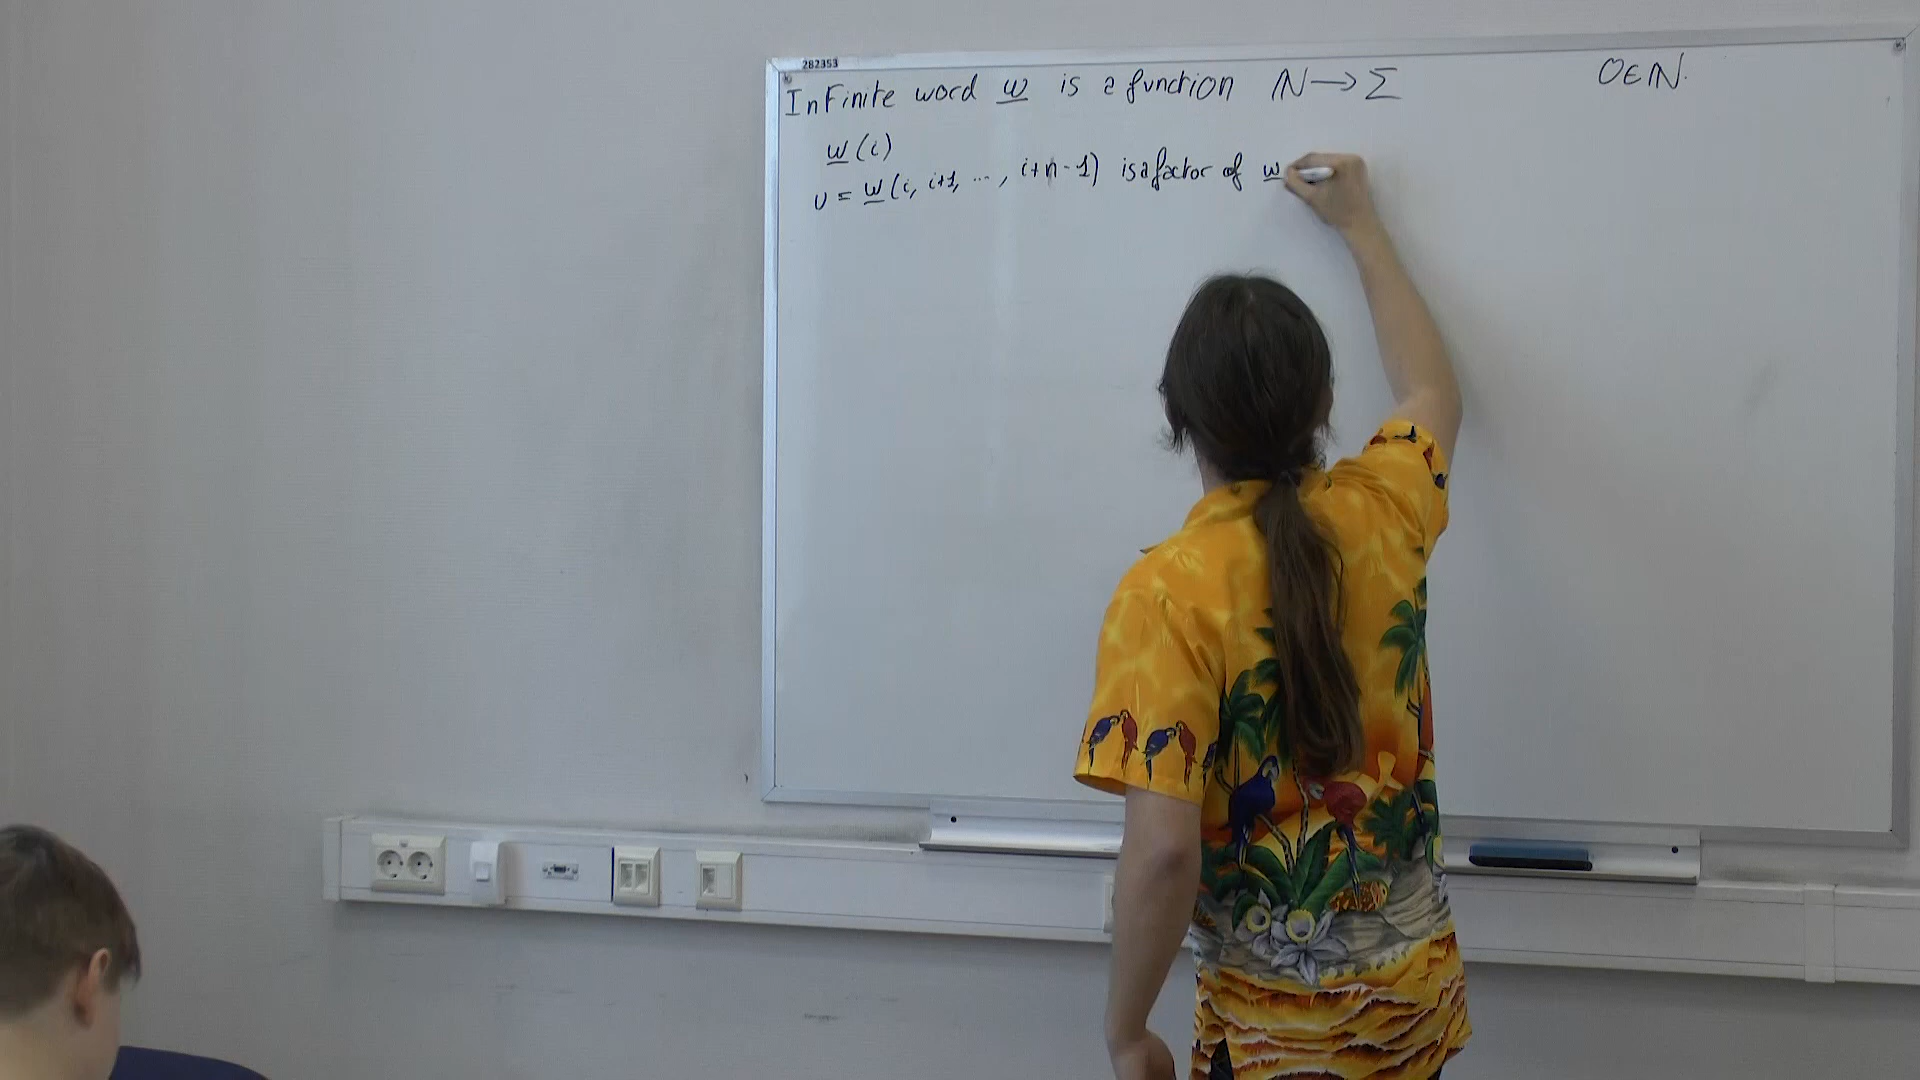 282353
Infinite word w is a function ℕ → Σ
0∈ℕ.
w(i)
υ = w(i, i+1, ..., i+n-1) is a factor of w